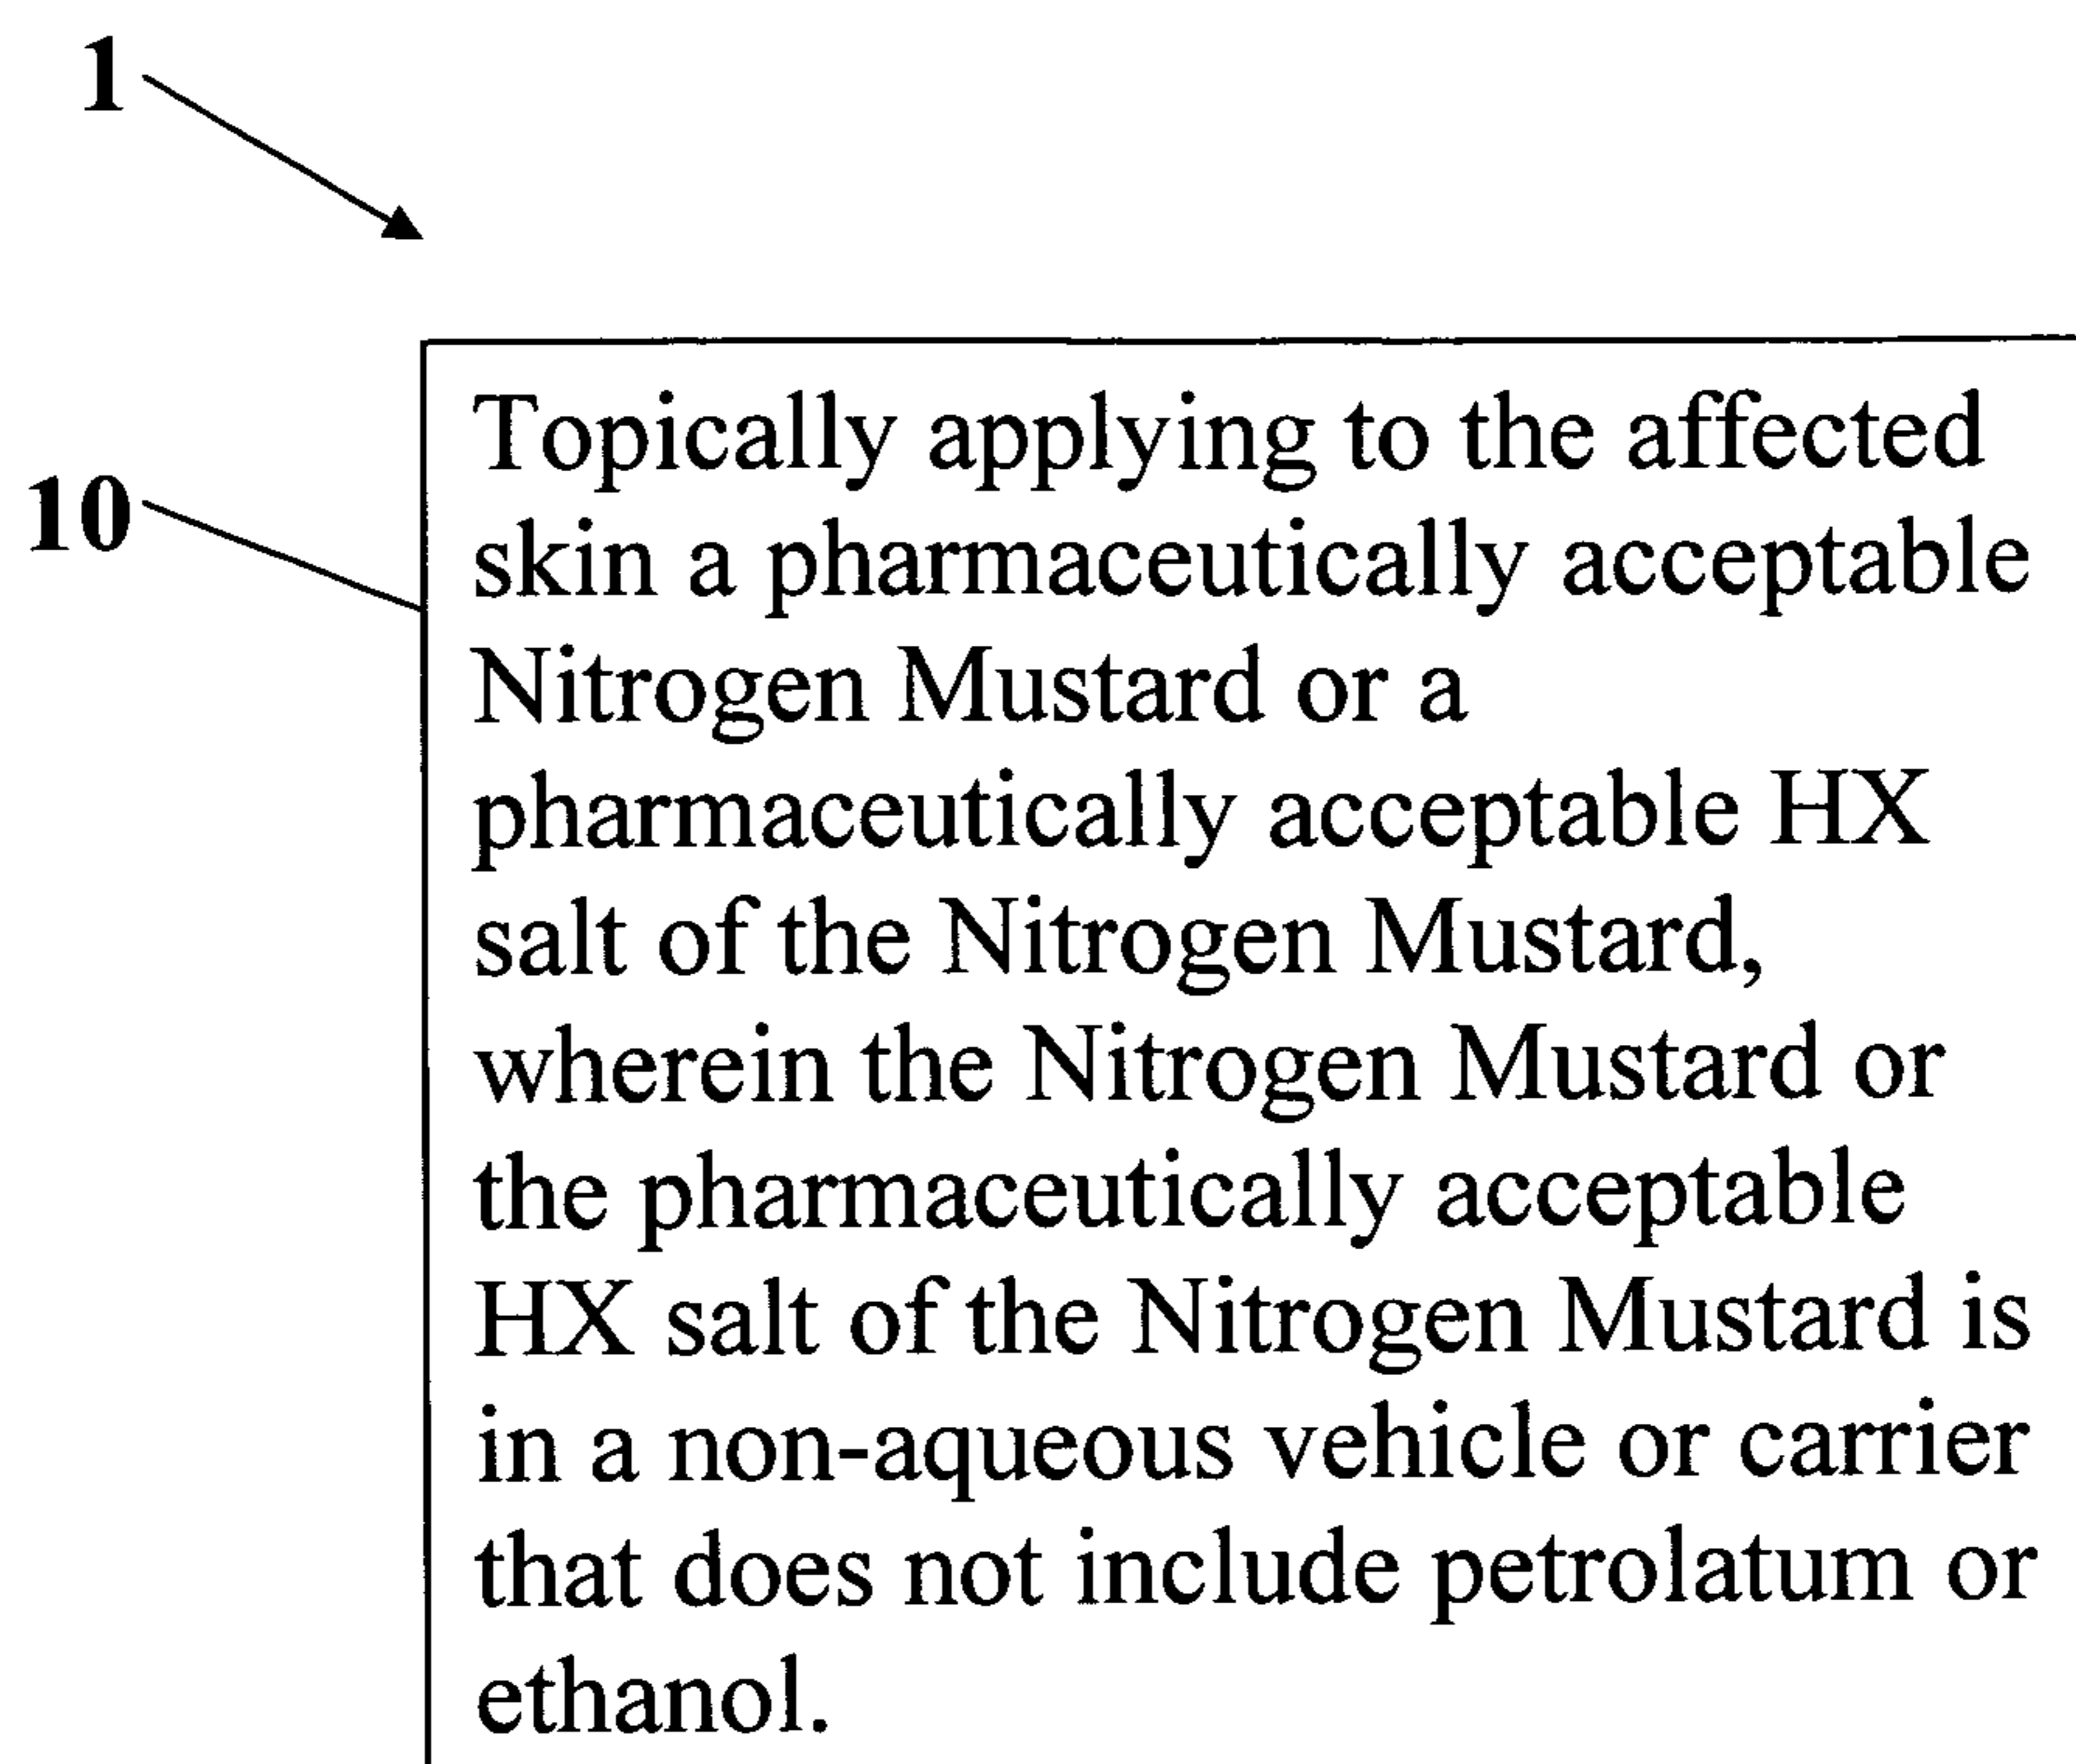 1
10
Topically applying to the affected
skin a pharmaceutically acceptable
Nitrogen Mustard or a
pharmaceutically acceptable HX
salt of the Nitrogen Mustard,
wherein the Nitrogen Mustard or
the pharmaceutically acceptable
HX salt of the Nitrogen Mustard is
in a non-aqueous vehicle or carrier
that does not include petrolatum or
ethanol.